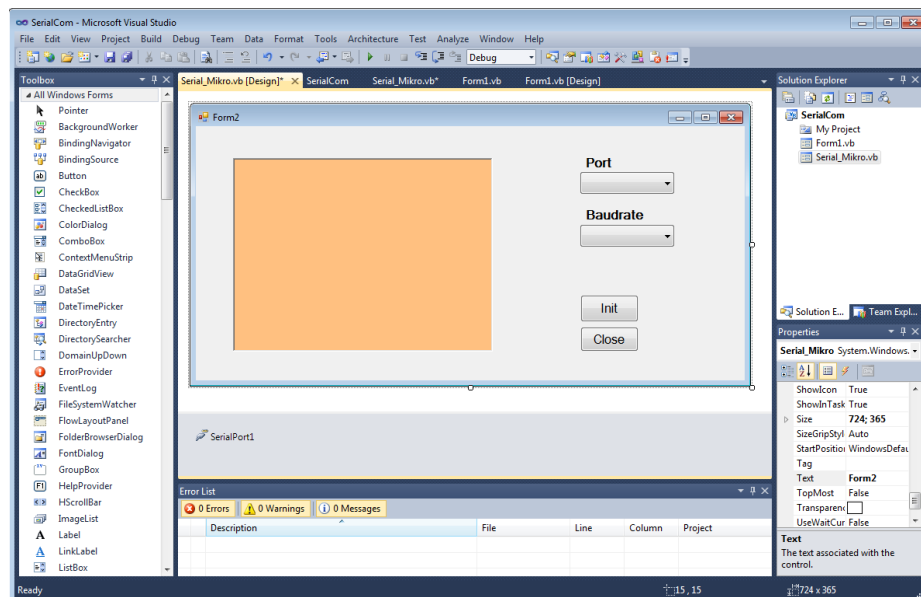 SerialCom - Microsoft Visual Studio
File Edit View Project Build Debug Team Data Format Tools Architecture Test Analyze Window Help
Debug
Toolbox
All Windows Forms
Pointer
BackgroundWorker
BindingNavigator
BindingSource
Button
CheckBox
CheckedListBox
ColorDialog
ComboBox
ContextMenuStrip
DataGridView
DataSet
DateTimePicker
DirectoryEntry
DirectorySearcher
DomainUpDown
ErrorProvider
EventLog
FileSystemWatcher
FlowLayoutPanel
FolderBrowserDialog
FontDialog
GroupBox
HelpProvider
HScrollBar
ImageList
Label
LinkLabel
ListBox
Serial_Mikro.vb [Design]* SerialCom Serial_Mikro.vb* Form1.vb Form1.vb [Design]
Form2
Port
Baudrate
Init
Close
SerialPort1
Error List
0 Errors 0 Warnings 0 Messages
Description File Line Column Project
Solution Explorer
SerialCom
My Project
Form1.vb
Serial_Mikro.vb
Solution E... Team Expl...
Properties
Serial_Mikro System.Windows.
ShowIcon True
ShowInTask True
Size 724; 365
SizeGripStyl Auto
StartPosition WindowsDefau
Tag
Text Form2
TopMost False
Transparenc
UseWaitCur False
Text
The text associated with the
control.
Ready 15 , 15 724 x 365